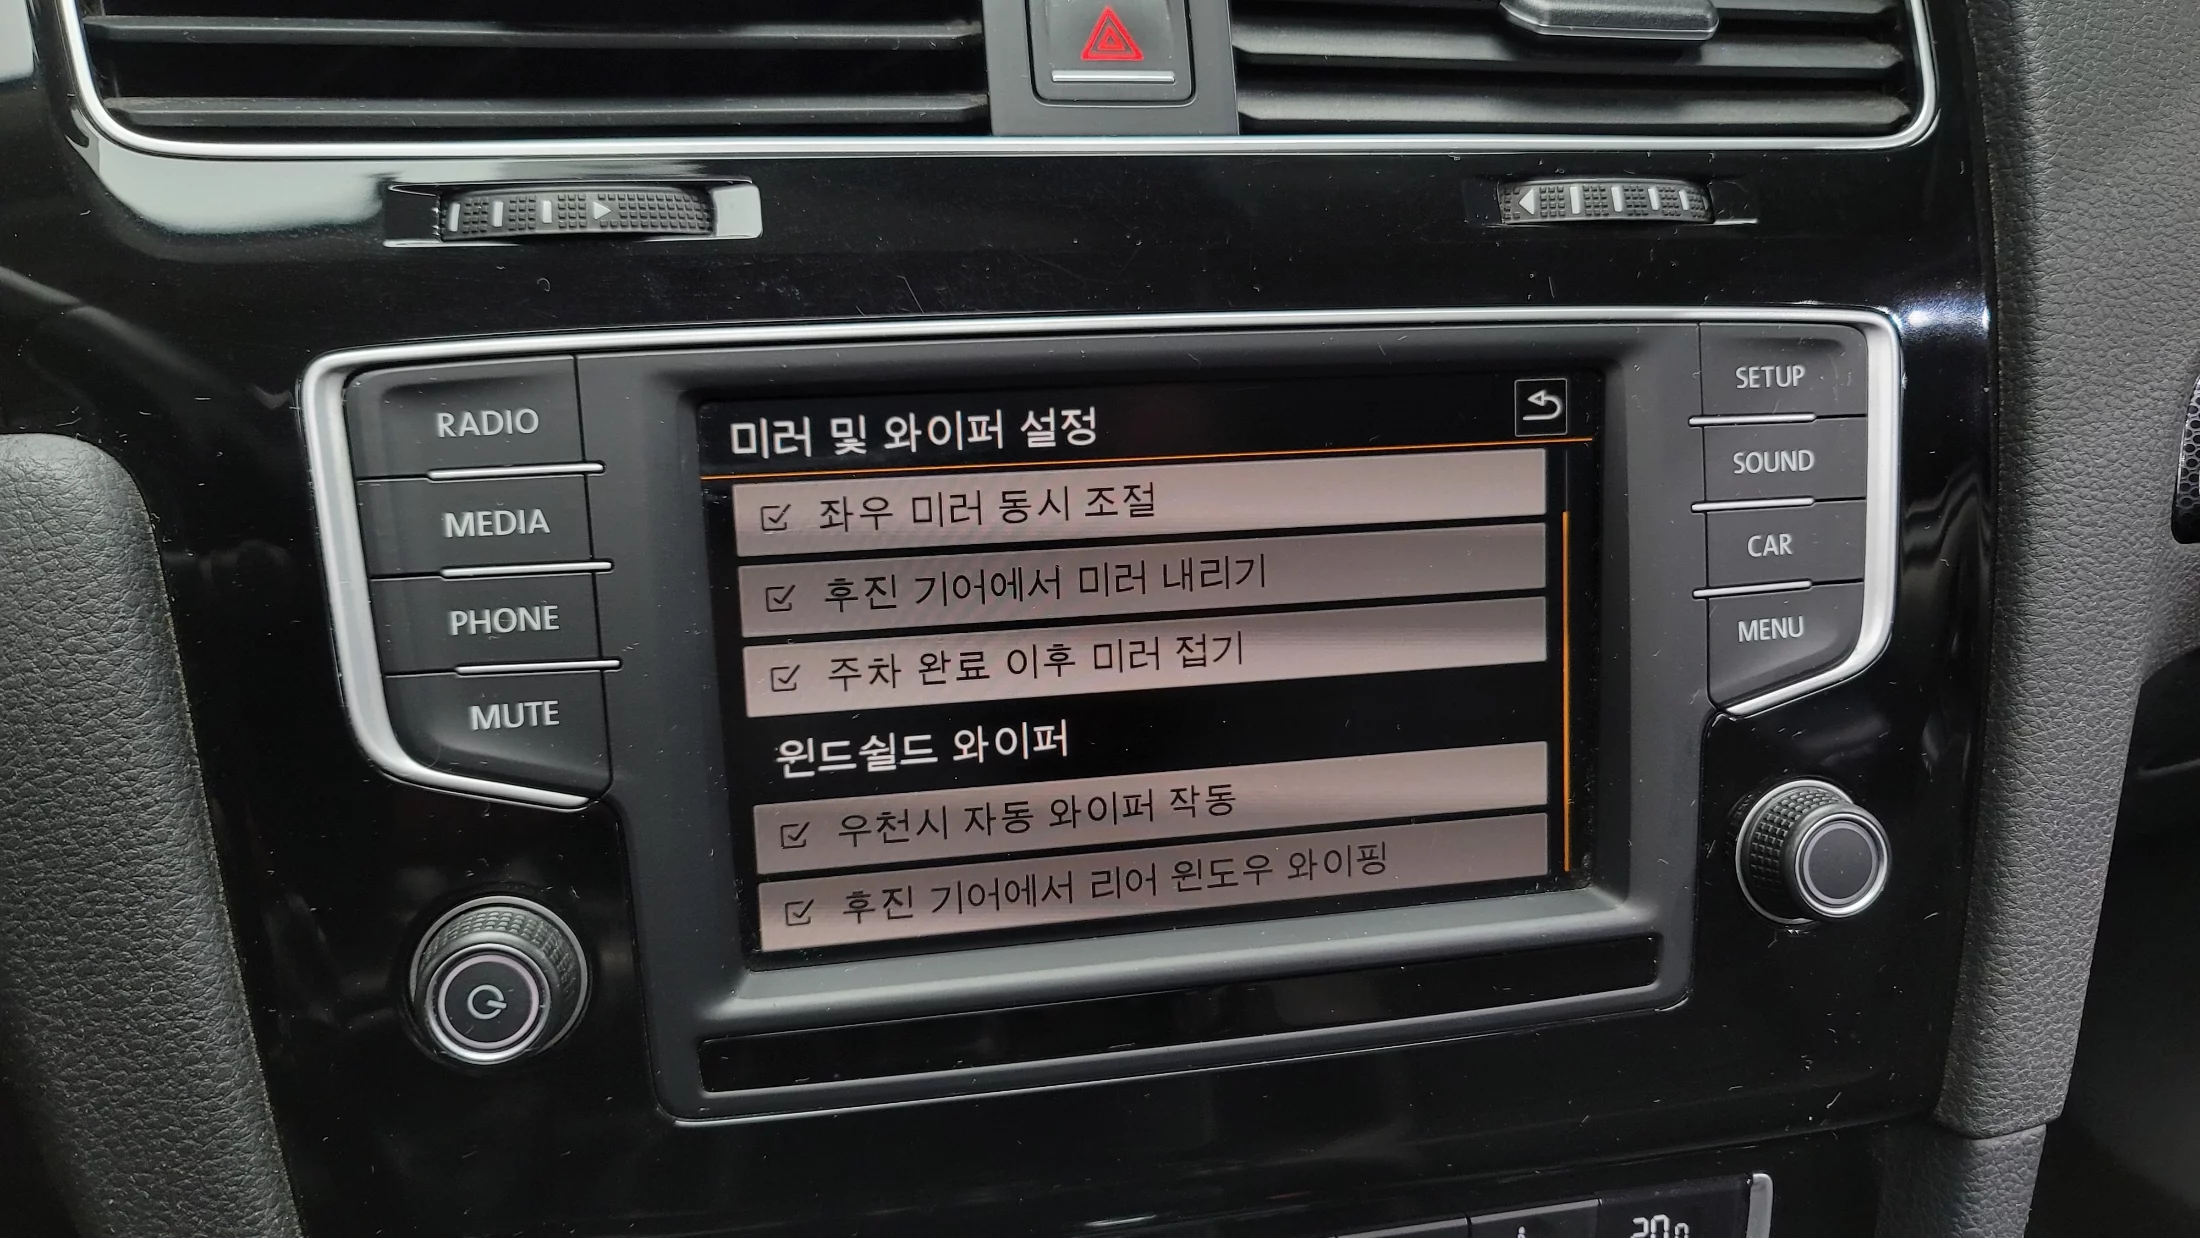 RADIO
MEDIA
PHONE
MUTE
미러 및 와이퍼 설정
좌우 미러 동시 조절
후진 기어에서 미러 내리기
주차 완료 이후 미러 접기
윈드쉴드 와이퍼
우천시 자동 와이퍼 작동
후진 기어에서 리어 윈도우 와이핑
SETUP
SOUND
CAR
MENU